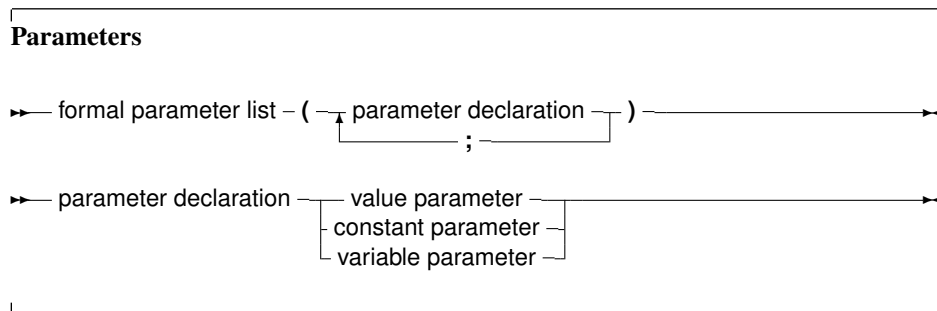 Parameters
formal parameter list ( parameter declaration )
;
parameter declaration value parameter
constant parameter
variable parameter